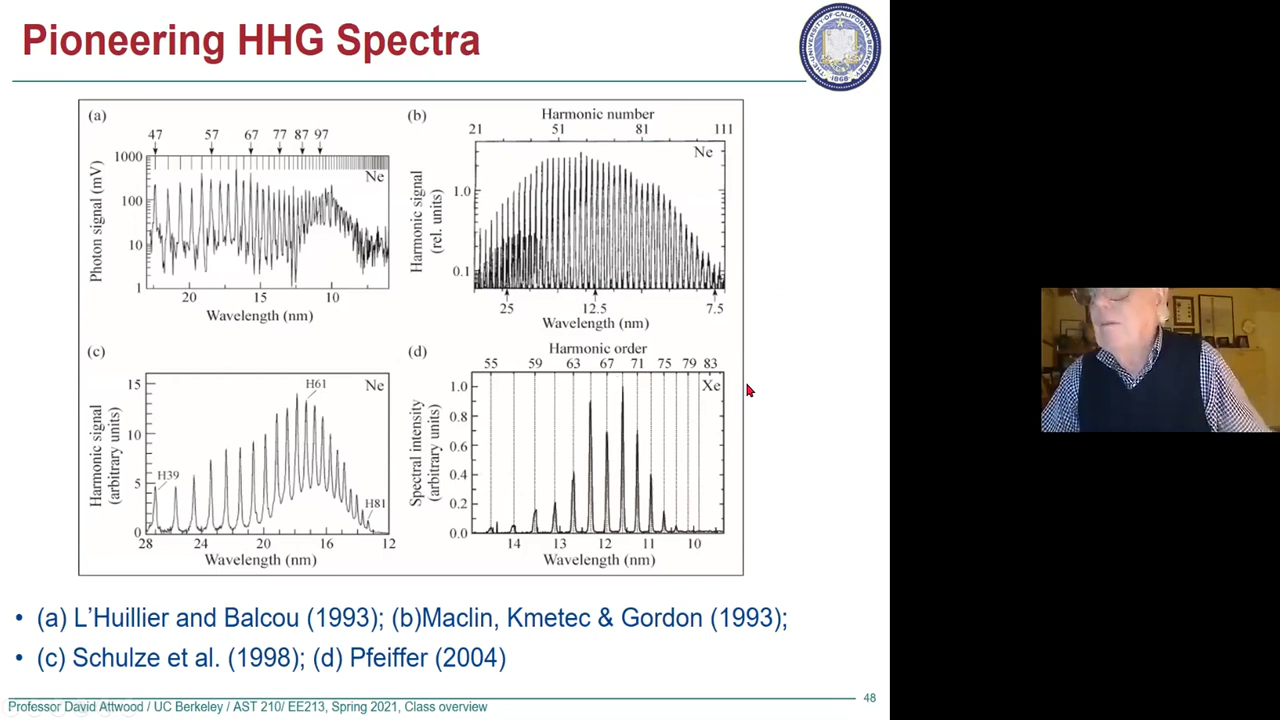 Pioneering HHG Spectra
(a)
47 57 67 77 87 97
1000
100
10
1
Photon signal (mV)
Ne
20 15 10
Wavelength (nm)
(b)
Harmonic number
21 51 81 111
Ne
1.0
0.1
Harmonic signal
(rel. units)
25 12.5 7.5
Wavelength (nm)
(c)
Ne
15
10
5
0
Harmonic signal
(arbitrary units)
H39
H61
H81
28 24 20 16 12
Wavelength (nm)
(d)
Harmonic order
55 59 63 67 71 75 79 83
Xe
1.0
0.8
0.6
0.4
0.2
0.0
Spectral intensity
(arbitrary units)
14 13 12 11 10
Wavelength (nm)
• (a) L'Huillier and Balcou (1993); (b)Maclin, Kmetec & Gordon (1993);
• (c) Schulze et al. (1998); (d) Pfeiffer (2004)
48
Professor David Attwood / UC Berkeley / AST 210/ EE213, Spring 2021, Class overview
THE UNIVERSITY OF CALIFORNIA BERKELEY
1868